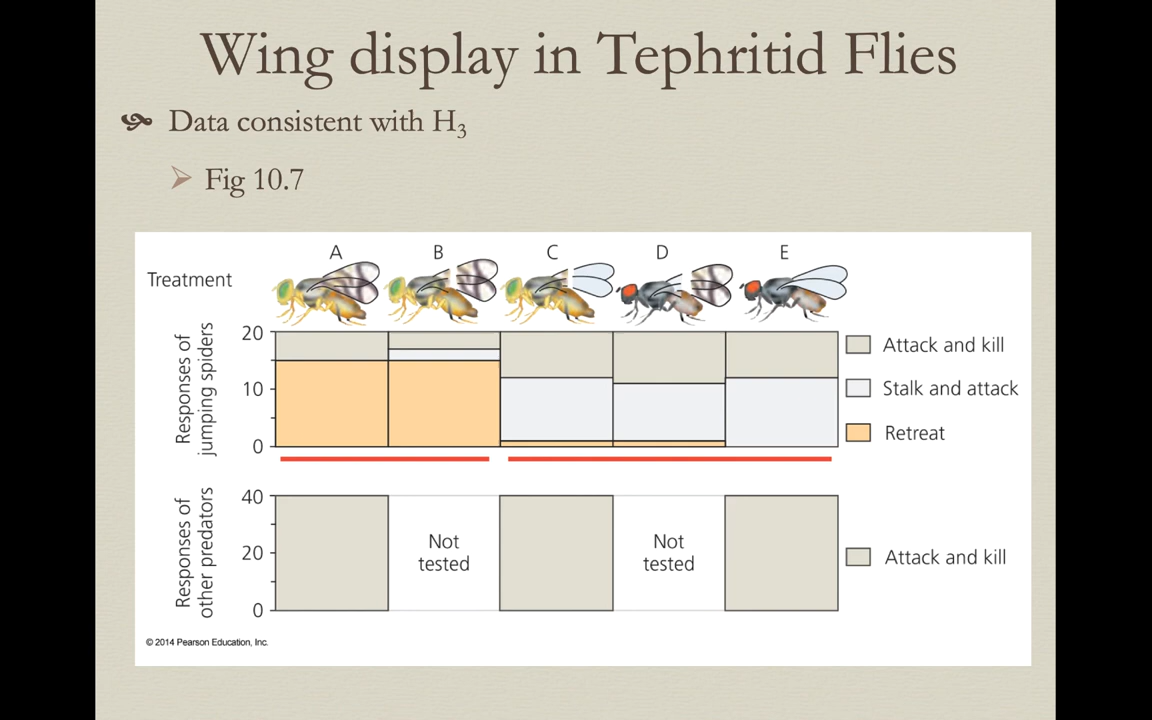 Wing display in Tephritid Flies
Data consistent with H₃
Fig 10.7
A B C D E
Treatment
Responses of
jumping spiders
20
10
0
Attack and kill
Stalk and attack
Retreat
Responses of
other predators
40
20
0
Not
tested
Not
tested
Attack and kill
© 2014 Pearson Education, Inc.